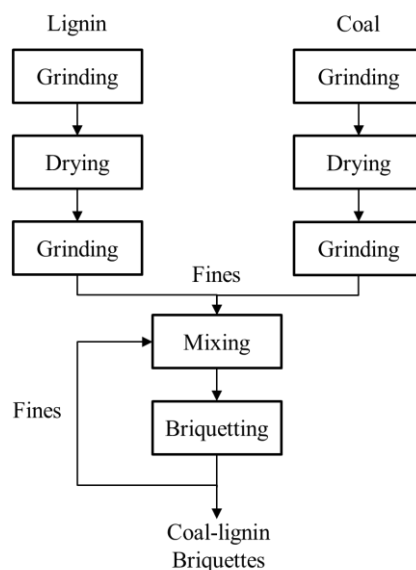 Lignin
Coal
Grinding
Grinding
Drying
Drying
Grinding
Grinding
Fines
Mixing
Fines
Briquetting
Coal-lignin
Briquettes